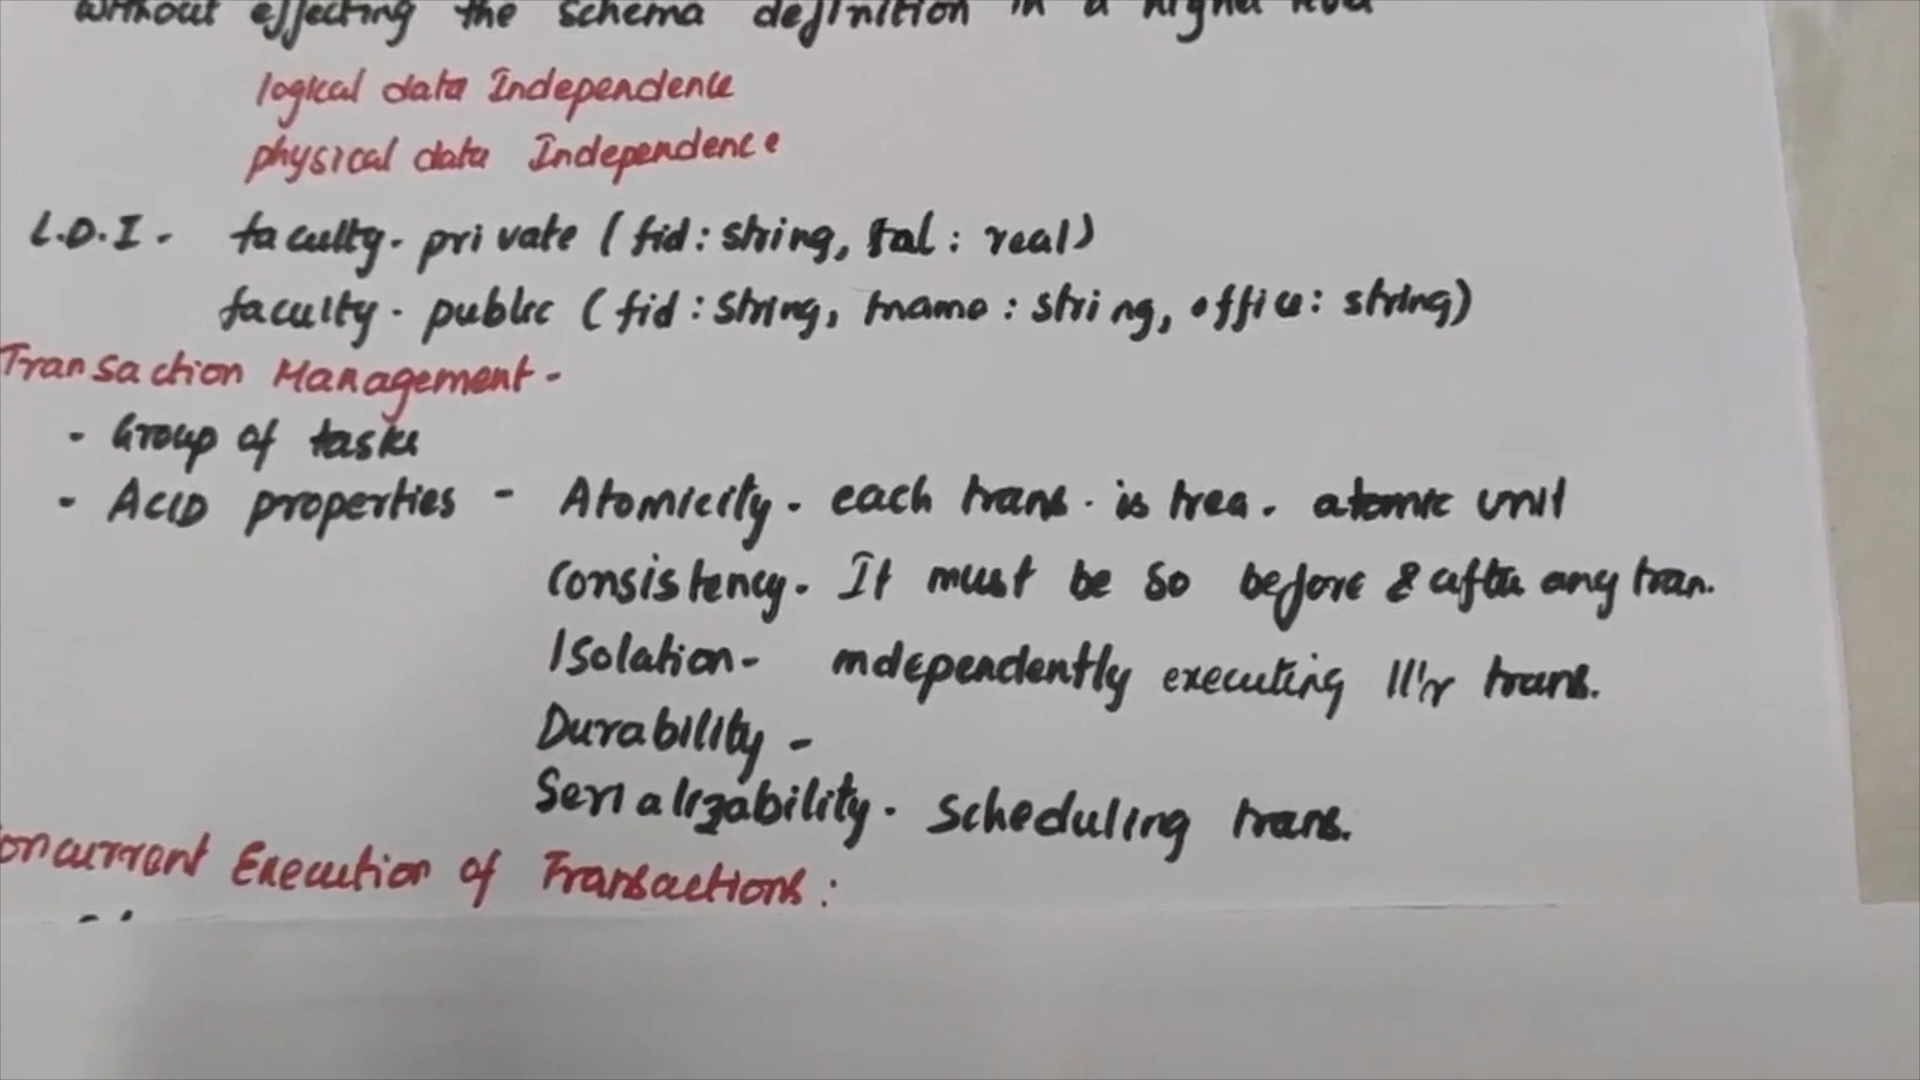 without effecting the schema definition in a higher level
logical data Independence
physical data Independence
L.D.I - faculty - private (fid : string, sal : real)
faculty - public (fid : string, fname : string, office : string)
Transaction Management -
- Group of tasks
- ACID properties - Atomicity - each trans. is trea. atomic unit
Consistency - It must be so before & after any tran.
Isolation - independently executing ll'r trans.
Durability -
Serializability - Scheduling trans.
oncurrent Execution of Transactions :